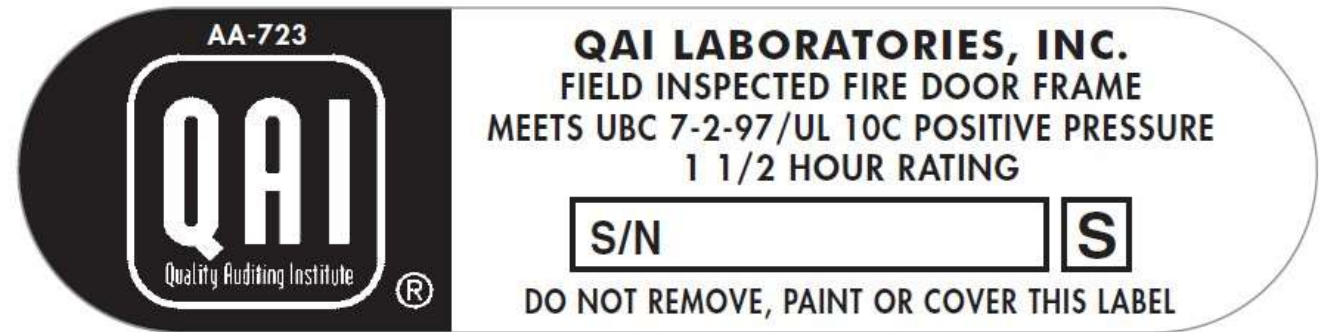 AA-723
QAI
Quality Auditing Institute
®
QAI LABORATORIES, INC.
FIELD INSPECTED FIRE DOOR FRAME
MEETS UBC 7-2-97/UL 10C POSITIVE PRESSURE
1 1/2 HOUR RATING
S/N S
DO NOT REMOVE, PAINT OR COVER THIS LABEL